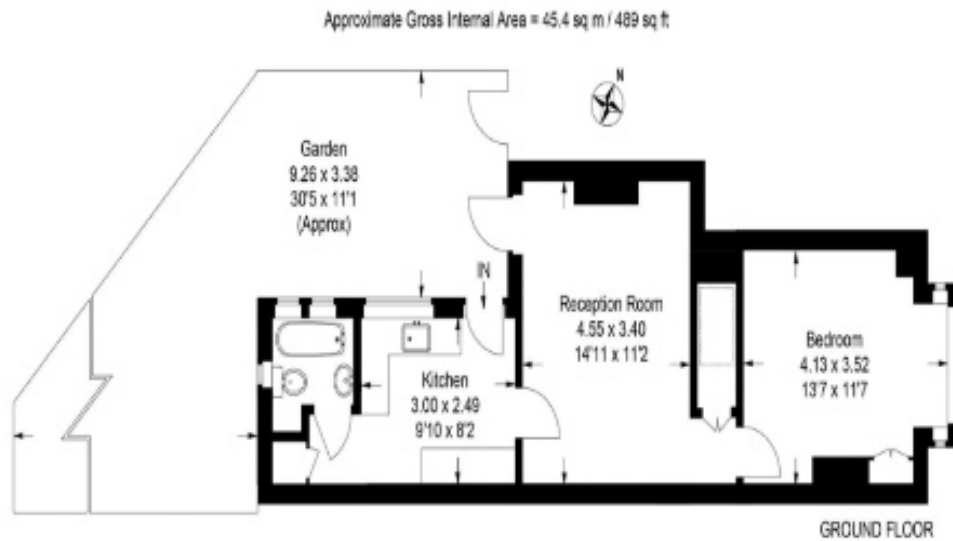 Approximate Gross Internal Area = 45.4 sq m / 489 sq ft
N
Garden
9.26 x 3.38
30'5 x 11'1
(Approx)
IN
Reception Room
4.55 x 3.40
14'11 x 11'2
Bedroom
4.13 x 3.52
13'7 x 11'7
Kitchen
3.00 x 2.49
9'10 x 8'2
GROUND FLOOR